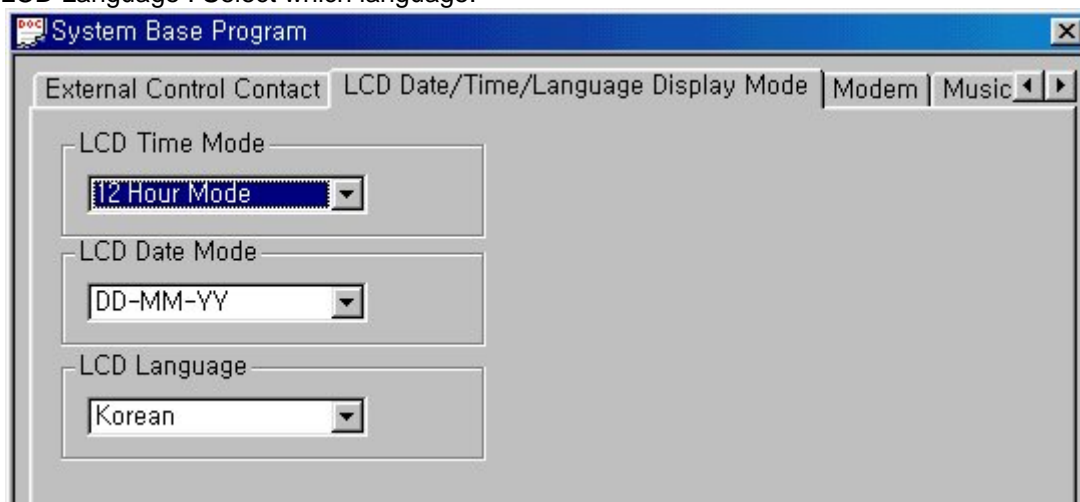 LCD Language : Select which language.
System Base Program
External Control Contact LCD Date/Time/Language Display Mode Modem Music
LCD Time Mode
12 Hour Mode
LCD Date Mode
DD-MM-YY
LCD Language
Korean